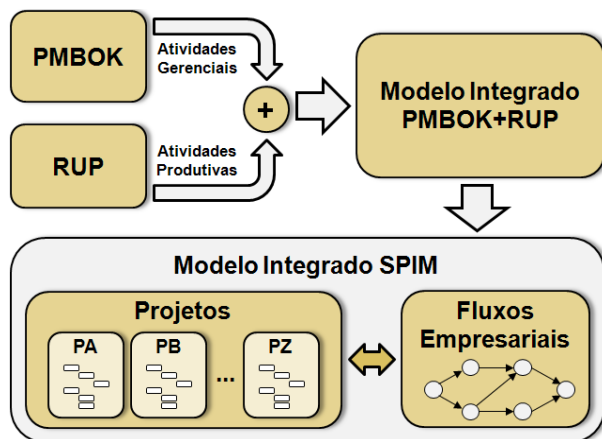 PMBOK
Atividades
Gerenciais
+
RUP
Atividades
Produtivas
Modelo Integrado
PMBOK+RUP
Modelo Integrado SPIM
Projetos
PA
PB
...
PZ
Fluxos
Empresariais